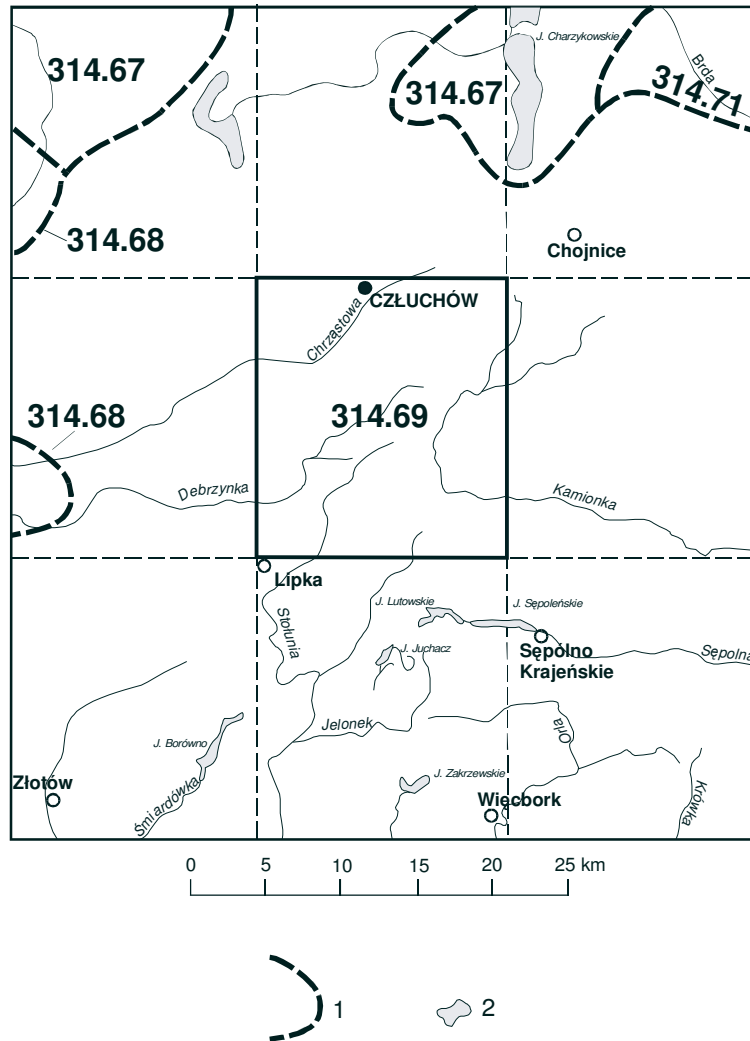 J. Charzykowskie
314.67
314.67
Brda
314.71
314.68
Chojnice
CZŁUCHÓW
Chrząstowa
314.68
314.69
Debrzynka
Kamionka
Lipka
J. Lutowskie
J. Sępoleńskie
Stołunia
Sępólno
Krajeńskie
J. Juchacz
Sępolna
Jelonek
Orla
J. Borówno
J. Zakrzewskie
Złotów
Śmiardówka
Więcbork
Krówka
0 5 10 15 20 25 km
1
2